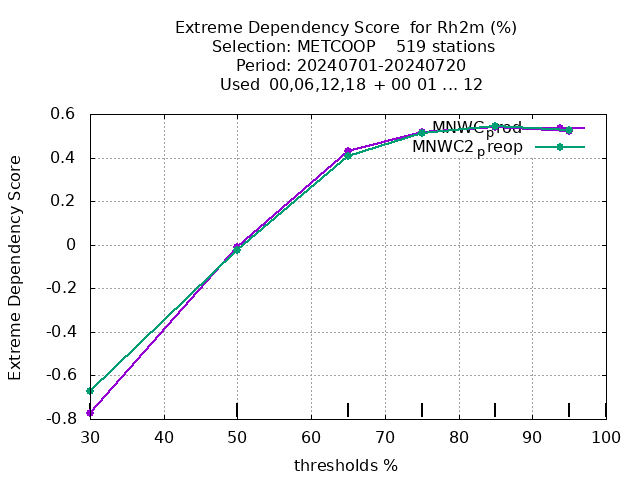 Extreme Dependency Score for Rh2m (%)
Selection: METCOOP 519 stations
Period: 20240701-20240720
Used 00,06,12,18 + 00 01 ... 12
0.6
0.4
0.2
0
-0.2
-0.4
-0.6
-0.8
Extreme Dependency Score
MNWC_prod
MNWC2_preop
30 40 50 60 70 80 90 100
thresholds %